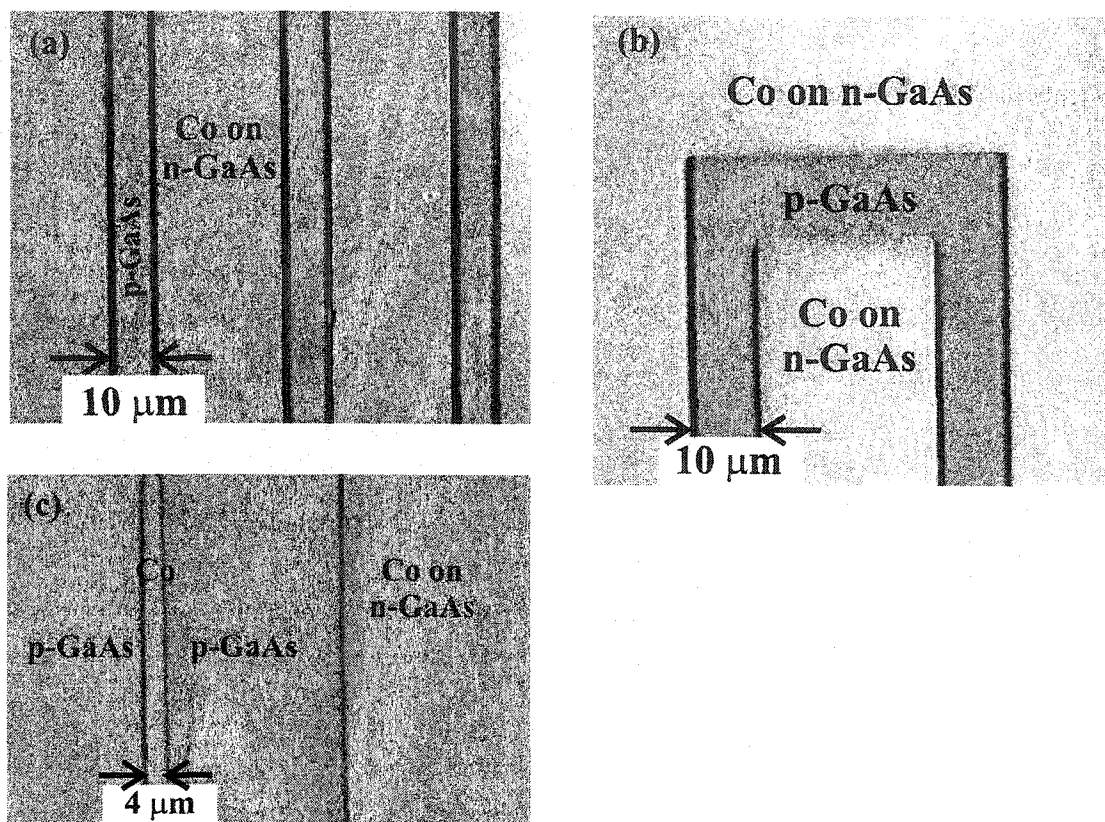 (a)
Co on
n-GaAs
p-GaAs
10 μm
(b)
Co on n-GaAs
p-GaAs
Co on
n-GaAs
10 μm
(c)
Co
Co on
n-GaAs
p-GaAs
p-GaAs
4 μm